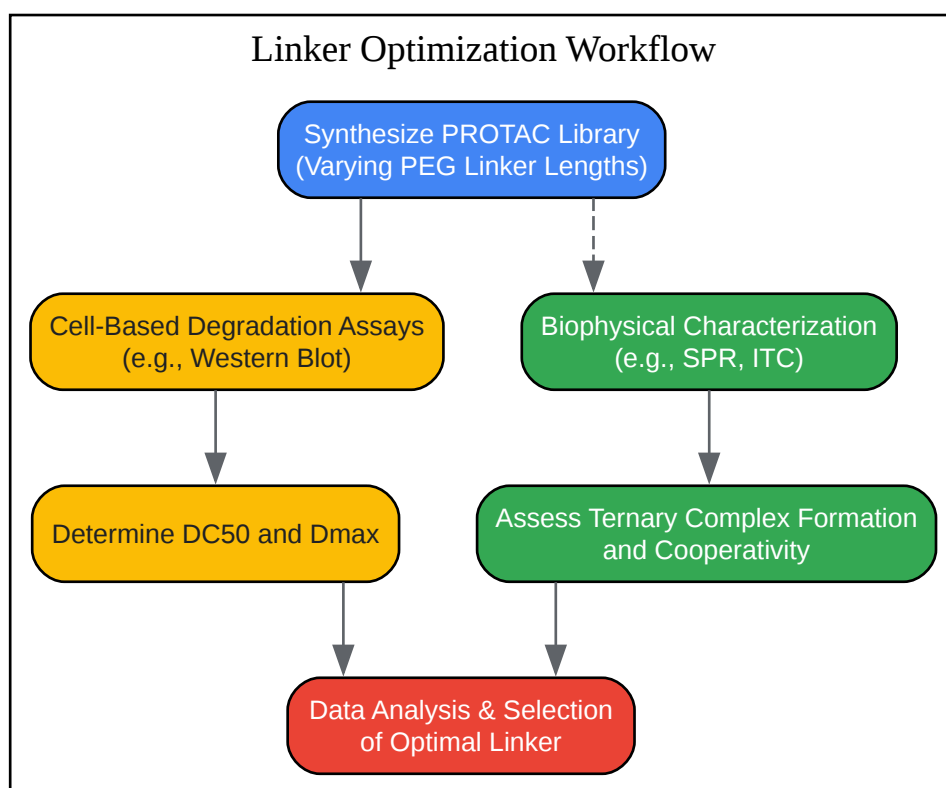 Linker Optimization Workflow
Synthesize PROTAC Library
(Varying PEG Linker Lengths)
Cell-Based Degradation Assays
(e.g., Western Blot)
Biophysical Characterization
(e.g., SPR, ITC)
Determine DC50 and Dmax
Assess Ternary Complex Formation
and Cooperativity
Data Analysis & Selection
of Optimal Linker